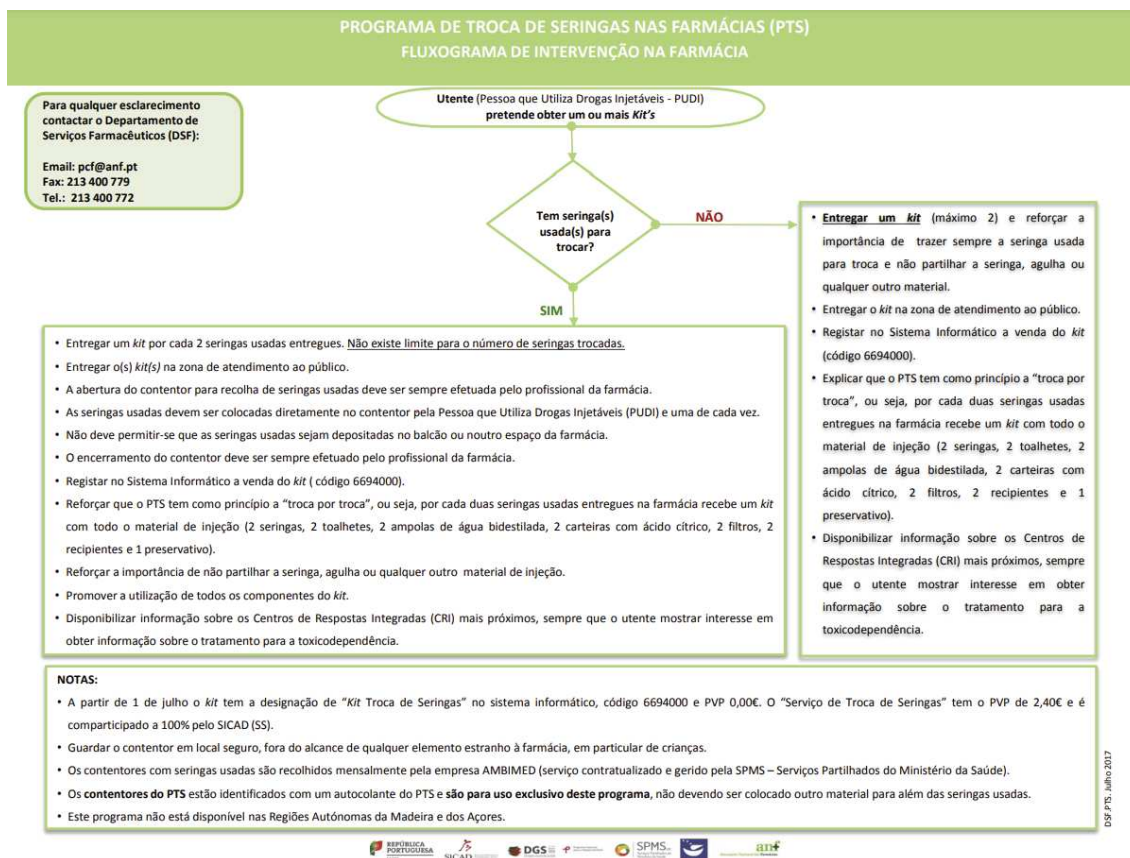 PROGRAMA DE TROCA DE SERINGAS NAS FARMÁCIAS (PTS)
FLUXOGRAMA DE INTERVENÇÃO NA FARMÁCIA
Para qualquer esclarecimento
contactar o Departamento de
Serviços Farmacêuticos (DSF):
Email: pcf@anf.pt
Fax: 213 400 779
Tel.: 213 400 772
Utente (Pessoa que Utiliza Drogas Injetáveis - PUDI)
pretende obter um ou mais Kit's
Tem seringa(s)
usada(s) para
trocar?
NÃO
SIM
• Entregar um kit (máximo 2) e reforçar a
importância de trazer sempre a seringa usada
para troca e não partilhar a seringa, agulha ou
qualquer outro material.
• Entregar o kit na zona de atendimento ao público.
• Registar no Sistema Informático a venda do kit
(código 6694000).
• Explicar que o PTS tem como princípio a "troca por
troca", ou seja, por cada duas seringas usadas
entregues na farmácia recebe um kit com todo o
material de injeção (2 seringas, 2 toalhetes, 2
ampolas de água bidestilada, 2 carteiras com
ácido cítrico, 2 filtros, 2 recipientes e 1
preservativo).
• Disponibilizar informação sobre os Centros de
Respostas Integradas (CRI) mais próximos, sempre
que o utente mostrar interesse em obter
informação sobre o tratamento para a
toxicodependência.
• Entregar um kit por cada 2 seringas usadas entregues. Não existe limite para o número de seringas trocadas.
• Entregar o(s) kit(s) na zona de atendimento ao público.
• A abertura do contentor para recolha de seringas usadas deve ser sempre efetuada pelo profissional da farmácia.
• As seringas usadas devem ser colocadas diretamente no contentor pela Pessoa que Utiliza Drogas Injetáveis (PUDI) e uma de cada vez.
• Não deve permitir-se que as seringas usadas sejam depositadas no balcão ou noutro espaço da farmácia.
• O encerramento do contentor deve ser sempre efetuado pelo profissional da farmácia.
• Registar no Sistema Informático a venda do kit ( código 6694000).
• Reforçar que o PTS tem como princípio a "troca por troca", ou seja, por cada duas seringas usadas entregues na farmácia recebe um kit
com todo o material de injeção (2 seringas, 2 toalhetes, 2 ampolas de água bidestilada, 2 carteiras com ácido cítrico, 2 filtros, 2
recipientes e 1 preservativo).
• Reforçar a importância de não partilhar a seringa, agulha ou qualquer outro material de injeção.
• Promover a utilização de todos os componentes do kit.
• Disponibilizar informação sobre os Centros de Respostas Integradas (CRI) mais próximos, sempre que o utente mostrar interesse em
obter informação sobre o tratamento para a toxicodependência.
NOTAS:
• A partir de 1 de julho o kit tem a designação de "Kit Troca de Seringas" no sistema informático, código 6694000 e PVP 0,00€. O "Serviço de Troca de Seringas" tem o PVP de 2,40€ e é
comparticipado a 100% pelo SICAD (SS).
• Guardar o contentor em local seguro, fora do alcance de qualquer elemento estranho à farmácia, em particular de crianças.
• Os contentores com seringas usadas são recolhidos mensalmente pela empresa AMBIMED (serviço contratualizado e gerido pela SPMS – Serviços Partilhados do Ministério da Saúde).
• Os contentores do PTS estão identificados com um autocolante do PTS e são para uso exclusivo deste programa, não devendo ser colocado outro material para além das seringas usadas.
• Este programa não está disponível nas Regiões Autónomas da Madeira e dos Açores.
DSF.PTS. Julho 2017
REPÚBLICA
PORTUGUESA
SICAD
DGS
SPMS
anf